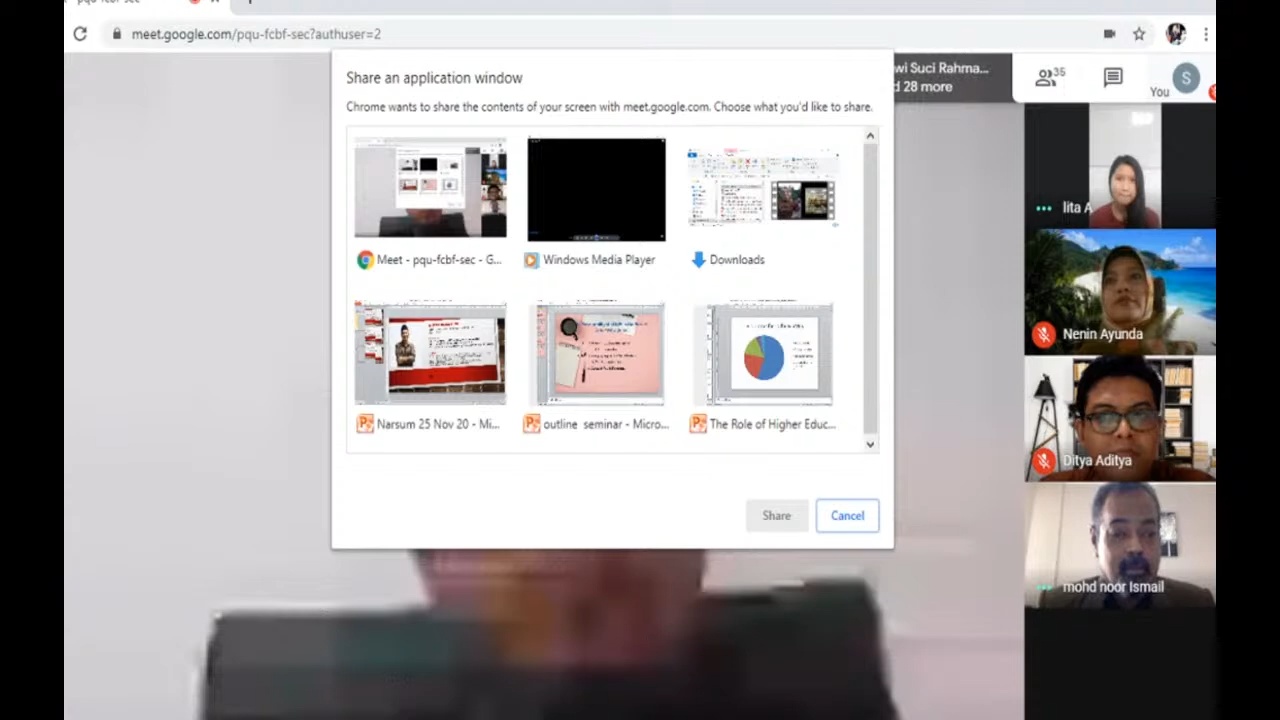 meet.google.com/pqu-fcbf-sec?authuser=2
Share an application window
Chrome wants to share the contents of your screen with meet.google.com. Choose what you'd like to share.
wi Suci Rahma...
d 28 more
35
You
S
Meet - pqu-fcbf-sec - G...
Windows Media Player
Downloads
Narsum 25 Nov 20 - Mi...
outline seminar - Micro...
The Role of Higher Educ...
Share
Cancel
lita A
Nenin Ayunda
Ditya Aditya
mohd noor Ismail